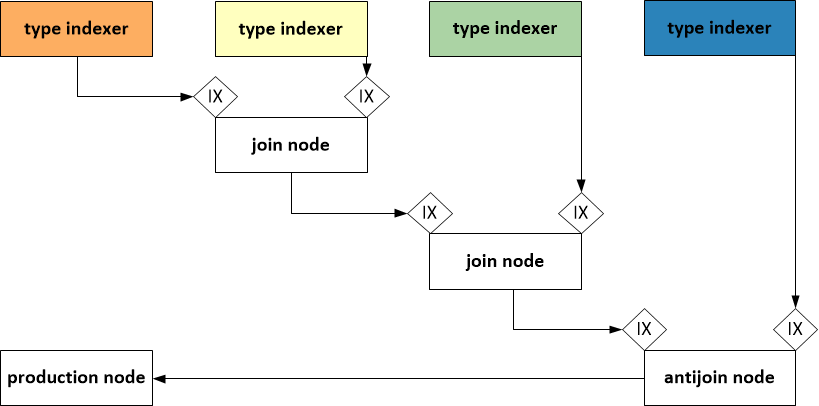 type indexer
type indexer
type indexer
type indexer
IX
IX
join node
IX
IX
join node
IX
IX
production node
antijoin node